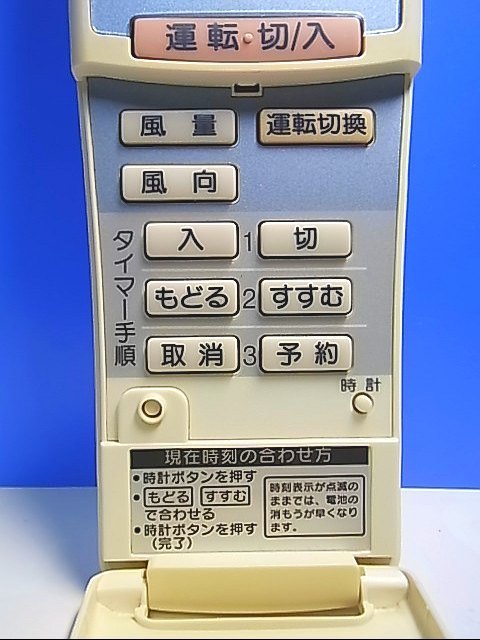 運転・切/入
風量 運転切換
風向
タイマー手順
入 1 切
もどる 2 すすむ
取消 3 予約
時計
現在時刻の合わせ方
•時計ボタンを押す
•もどる すすむ
で合わせる
•時計ボタンを押す
(完了)
時刻表示が点滅の
ままでは、電池の
消もうが早くなり
ます。